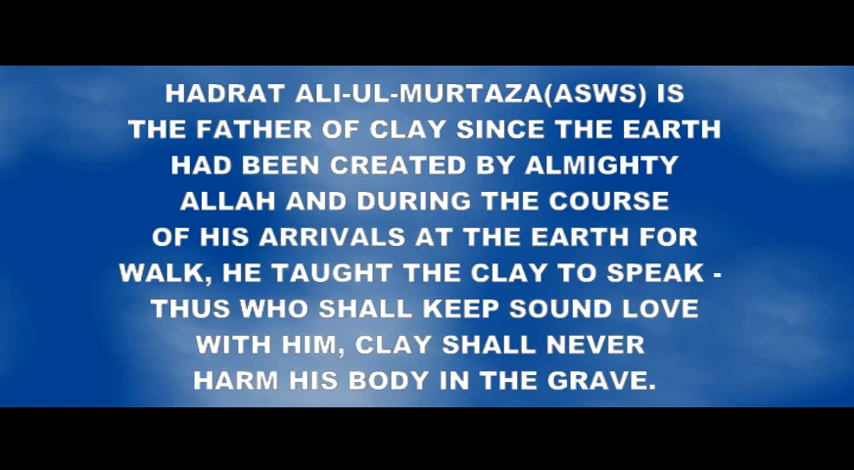 HADRAT ALI-UL-MURTAZA(ASWS) IS
THE FATHER OF CLAY SINCE THE EARTH
HAD BEEN CREATED BY ALMIGHTY
ALLAH AND DURING THE COURSE
OF HIS ARRIVALS AT THE EARTH FOR
WALK, HE TAUGHT THE CLAY TO SPEAK -
THUS WHO SHALL KEEP SOUND LOVE
WITH HIM, CLAY SHALL NEVER
HARM HIS BODY IN THE GRAVE.